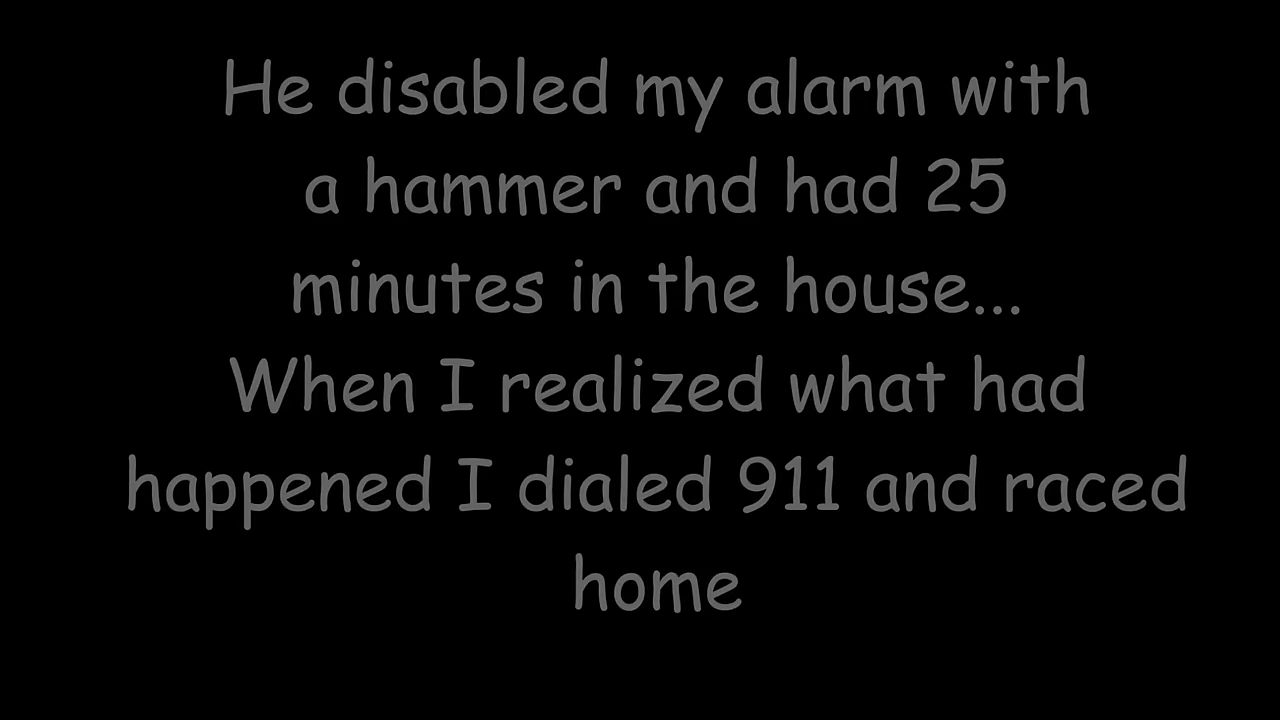 He disabled my alarm with
a hammer and had 25
minutes in the house...
When I realized what had
happened I dialed 911 and raced
home